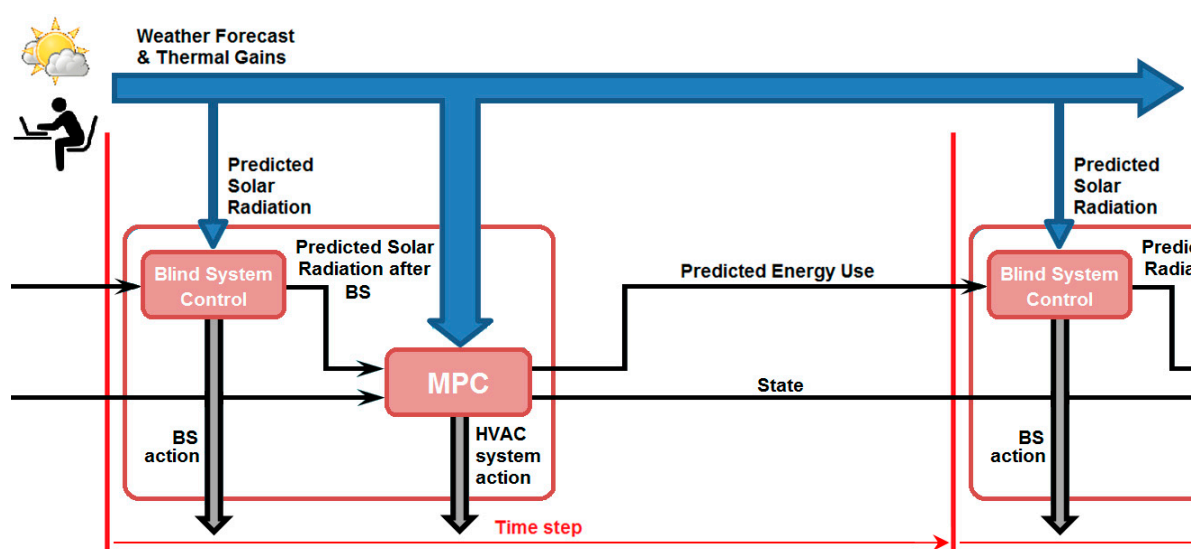 Weather Forecast
& Thermal Gains
Predicted
Solar
Radiation
Predicted Solar
Radiation after
BS
Blind System
Control
MPC
BS
action
HVAC
system
action
Predicted Energy Use
State
Time step
Predicted
Solar
Radiation
Blind System
Control
BS
action